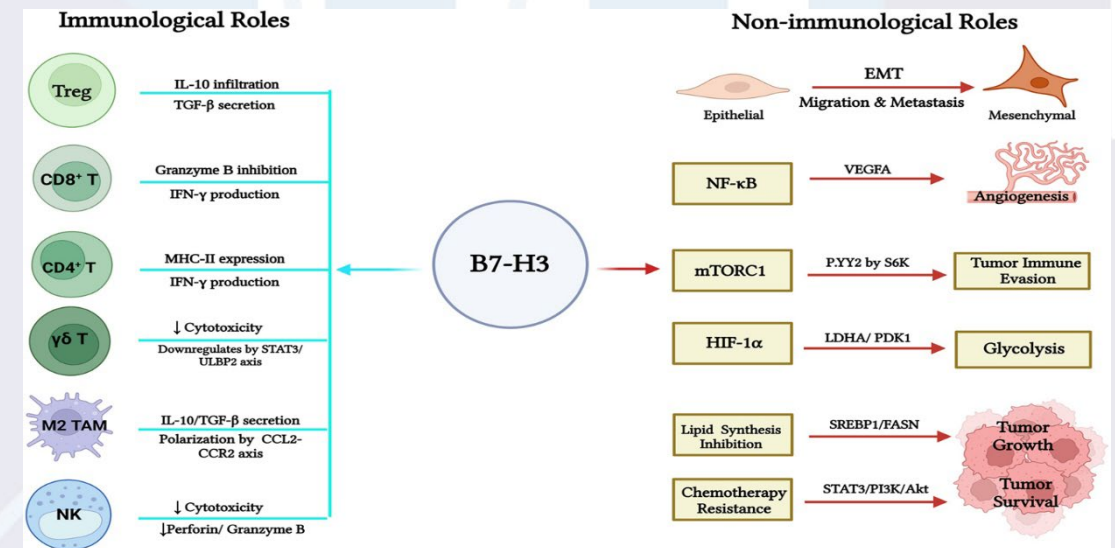 Immunological Roles
Treg
IL-10 infiltration
TGF-β secretion
CD8⁺ T
Granzyme B inhibition
IFN-γ production
CD4⁺ T
MHC-II expression
IFN-γ production
γδ T
↓ Cytotoxicity
Downregulates by STAT3/
ULBP2 axis
M2 TAM
IL-10/TGF-β secretion
Polarization by CCL2-
CCR2 axis
NK
↓ Cytotoxicity
↓Perforin/ Granzyme B
B7-H3
Non-immunological Roles
Epithelial
EMT
Migration & Metastasis
Mesenchymal
NF-κB
VEGFA
Angiogenesis
mTORC1
P.YY2 by S6K
Tumor Immune
Evasion
HIF-1α
LDHA/ PDK1
Glycolysis
Lipid Synthesis
Inhibition
SREBP1/FASN
Tumor
Growth
Chemotherapy
Resistance
STAT3/PI3K/Akt
Tumor
Survival